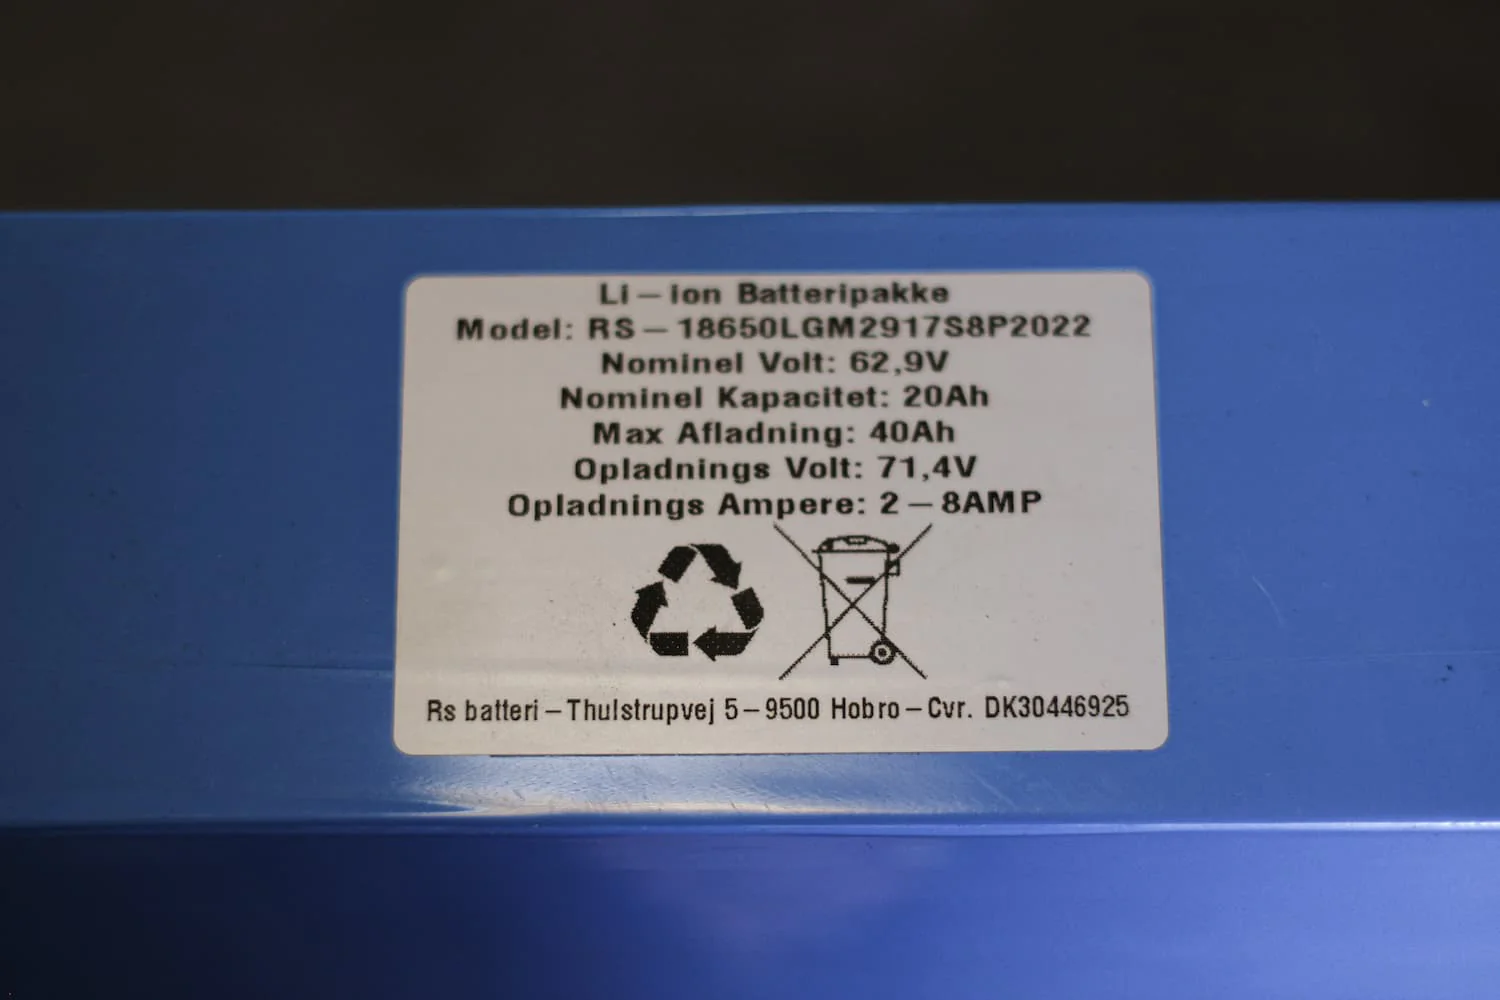 Li-ion Batteripakke
Model: RS-18650LGM2917S8P2022
Nominel Volt: 62,9V
Nominel Kapacitet: 20Ah
Max Afladning: 40Ah
Opladnings Volt: 71,4V
Opladnings Ampere: 2-8AMP
Rs batteri-Thulstrupvej 5-9500 Hobro-Cvr. DK30446925